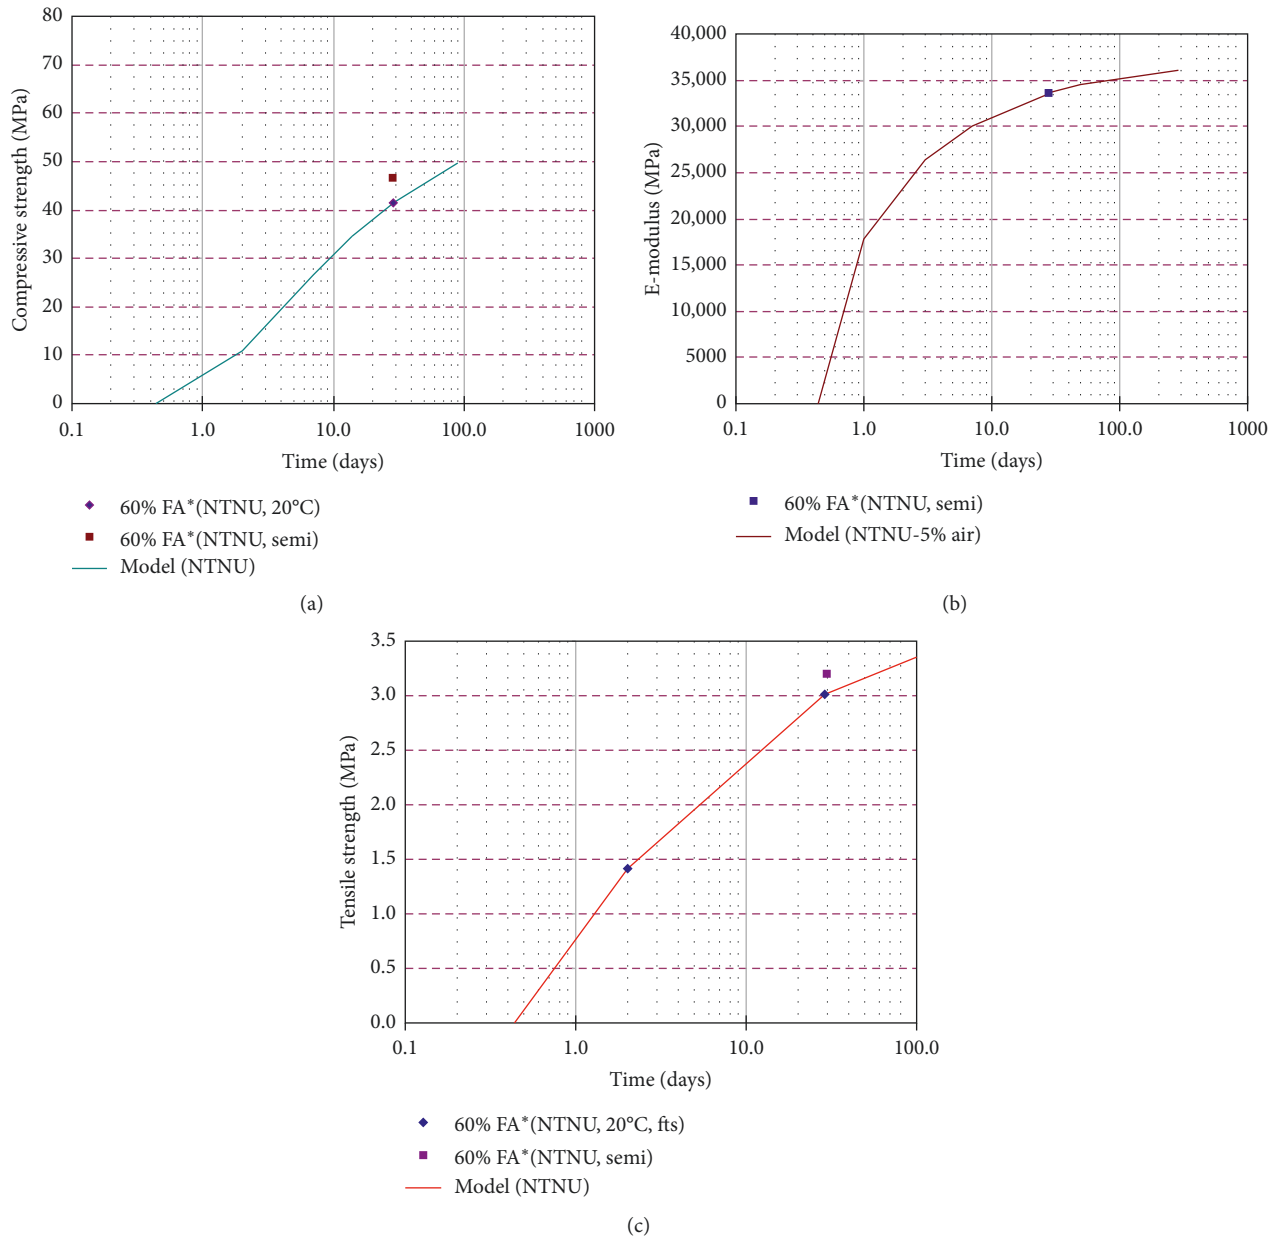 80
70
60
50
40
30
20
10
0
Compressive strength (MPa)
0.1
1.0
10.0
100.0
1000
Time (days)
60% FA*(NTNU, 20°C)
60% FA*(NTNU, semi)
Model (NTNU)
(a)
40,000
35,000
30,000
25,000
20,000
15,000
10,000
5000
0
E-modulus (MPa)
0.1
1.0
10.0
100.0
1000
Time (days)
60% FA*(NTNU, semi)
Model (NTNU-5% air)
(b)
3.5
3.0
2.5
2.0
1.5
1.0
0.5
0.0
Tensile strength (MPa)
0.1
1.0
10.0
100.0
Time (days)
60% FA*(NTNU, 20°C, fts)
60% FA*(NTNU, semi)
Model (NTNU)
(c)